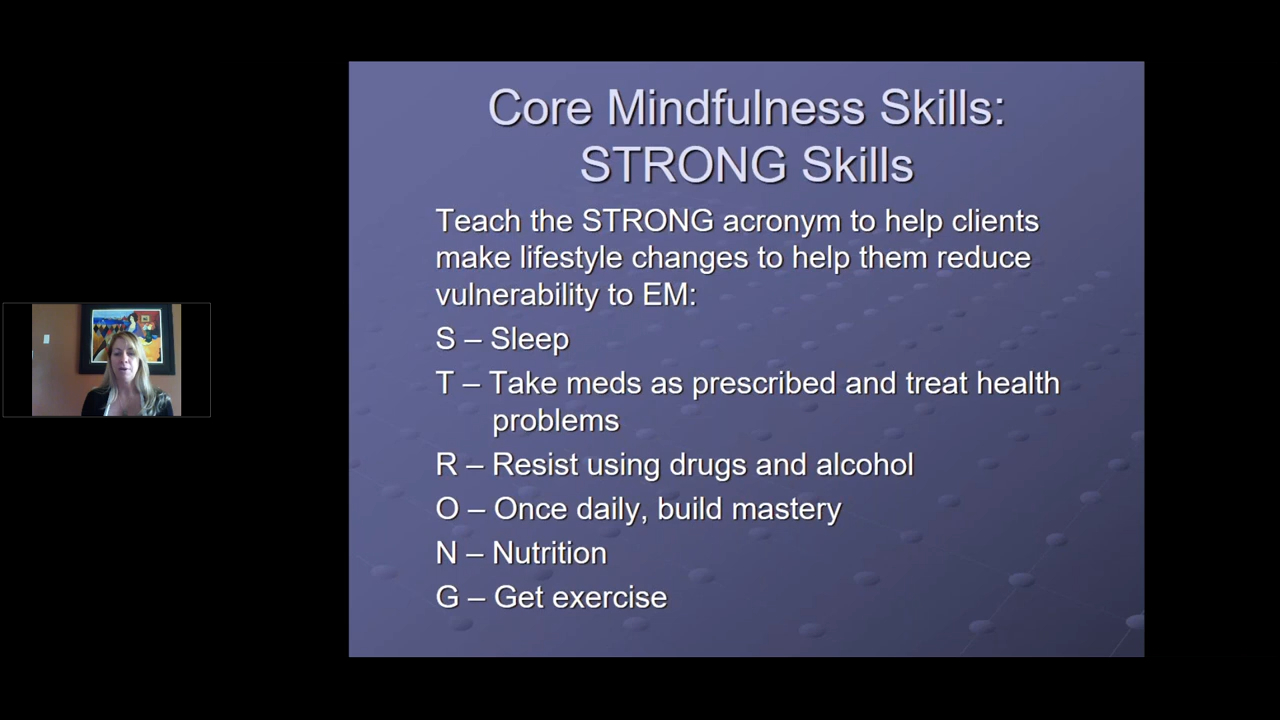 Core Mindfulness Skills:
STRONG Skills
Teach the STRONG acronym to help clients
make lifestyle changes to help them reduce
vulnerability to EM:
S – Sleep
T – Take meds as prescribed and treat health
problems
R – Resist using drugs and alcohol
O – Once daily, build mastery
N – Nutrition
G – Get exercise